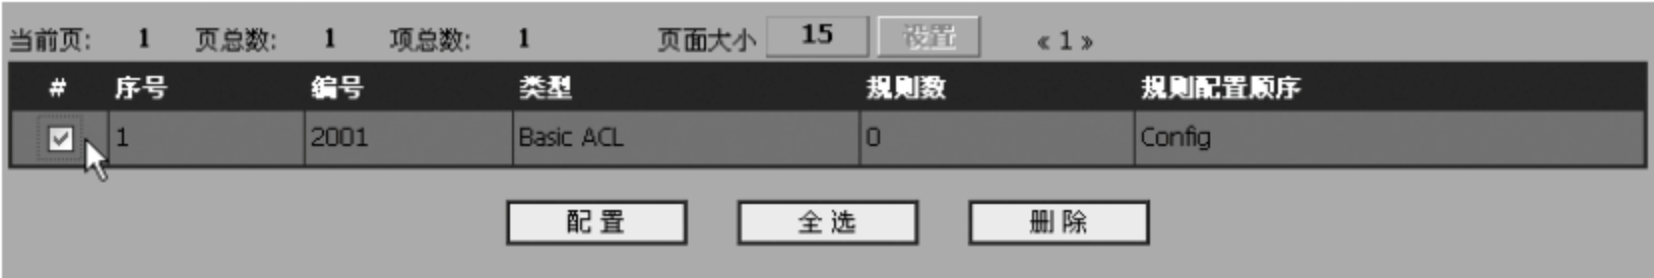 当前页: 1 页总数: 1 项总数: 1 页面大小 15 设置 « 1 »
# 序号 编号 类型 规则数 规则配置顺序
1 2001 Basic ACL 0 Config
配置 全选 删除